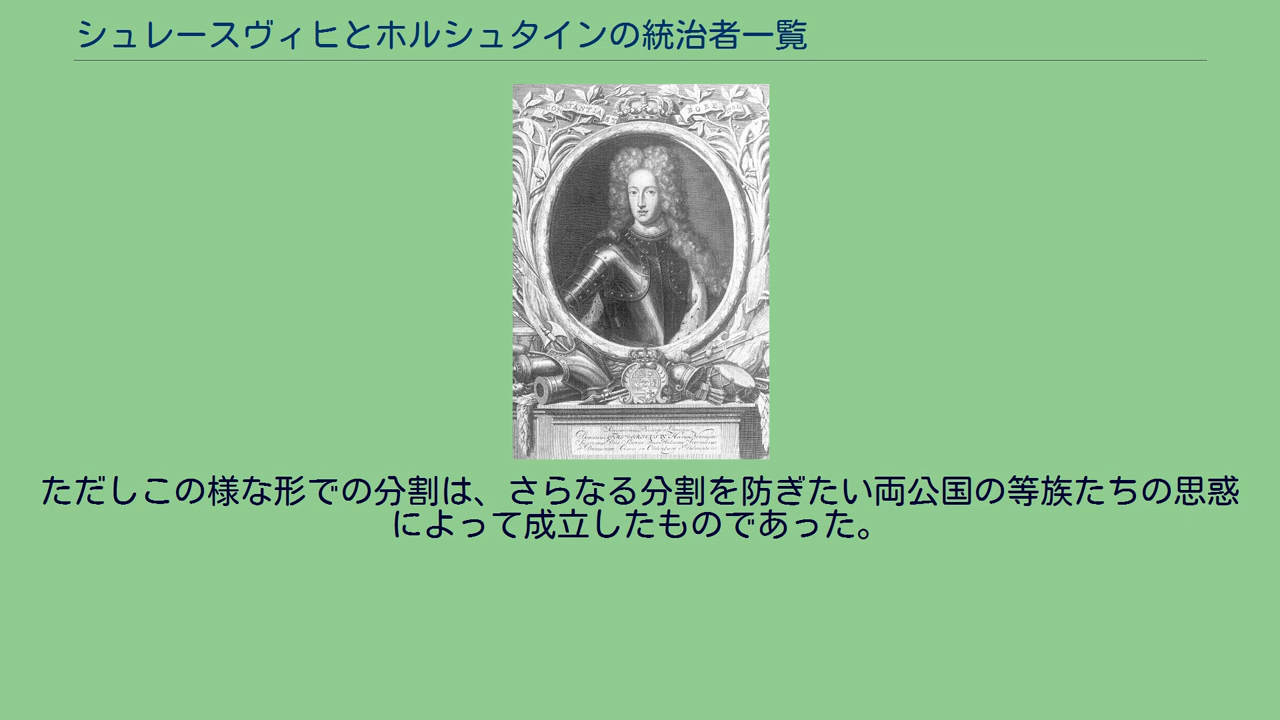 シュレースヴィヒとホルシュタインの統治者一覧
CONSTANTIA
ただしこの様な形での分割は、さらなる分割を防ぎたい両公国の等族たちの思惑
によって成立したものであった。